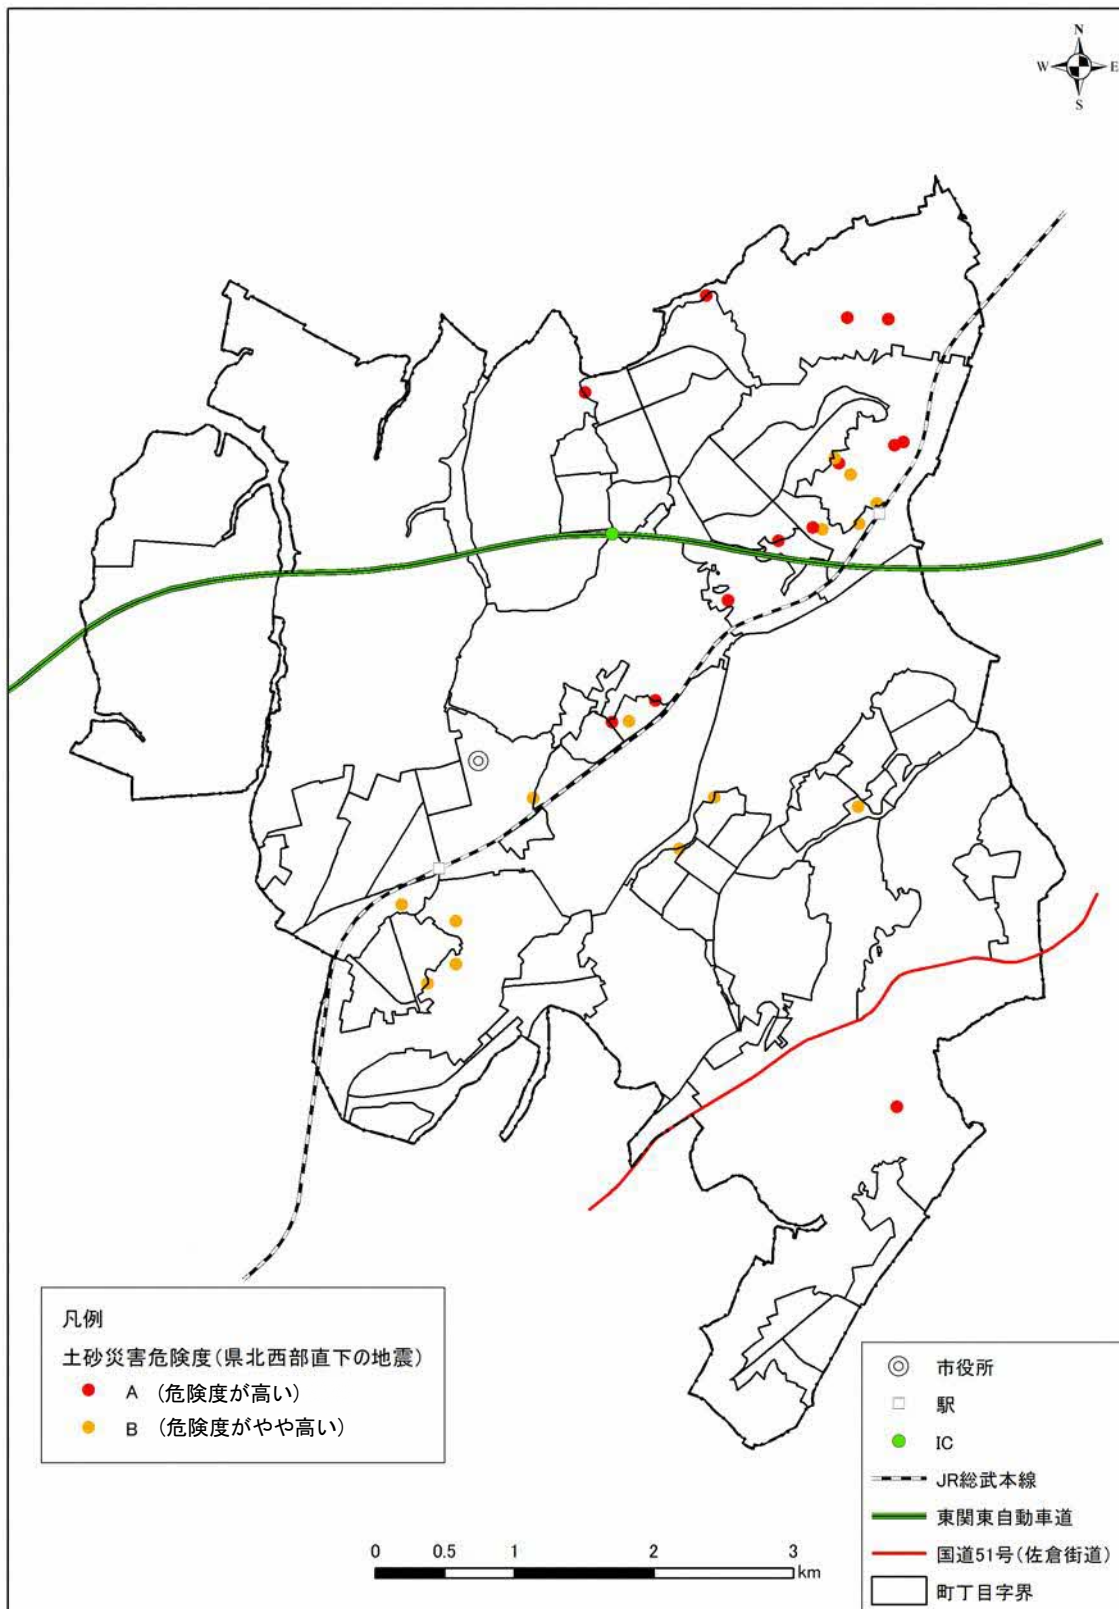 N
W E
S
凡例
土砂災害危険度(県北西部直下の地震)
A (危険度が高い)
B (危険度がやや高い)
0 0.5 1 2 3
km
市役所
駅
IC
JR総武本線
東関東自動車道
国道51号(佐倉街道)
町丁目字界